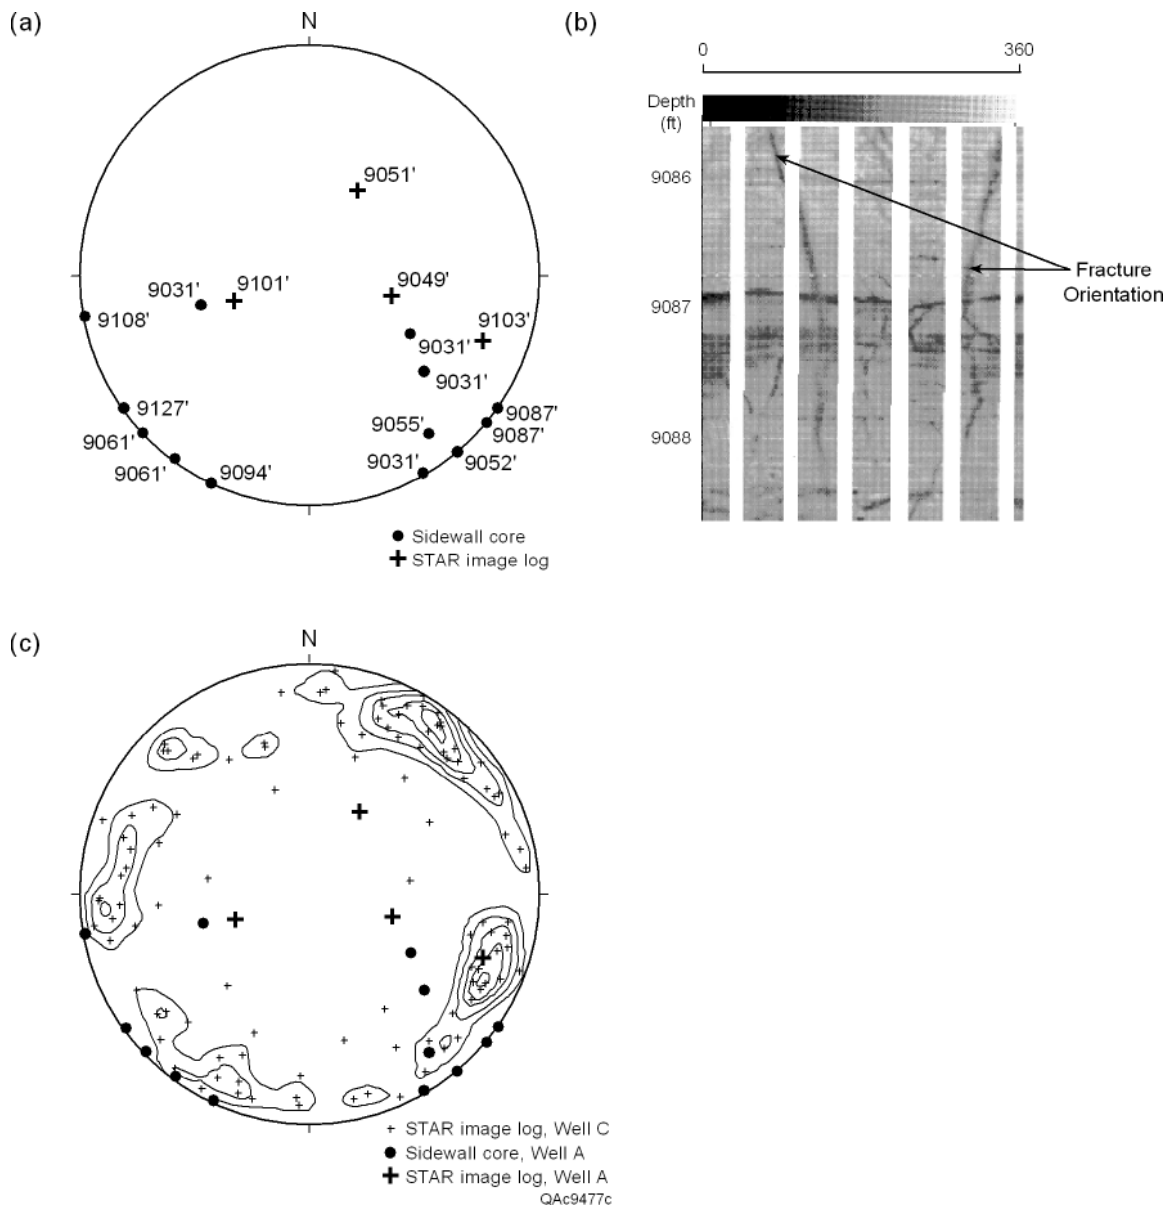 (a)
N
9051'
9031'
9101'
9049'
9108'
9103'
9031'
9031'
9127'
9087'
9061'
9055'
9087'
9061'
9094'
9031'
9052'
Sidewall core
STAR image log
(b)
0 360
Depth
(ft)
9086
9087
9088
Fracture
Orientation
(c)
N
STAR image log, Well C
Sidewall core, Well A
STAR image log, Well A
QAc9477c